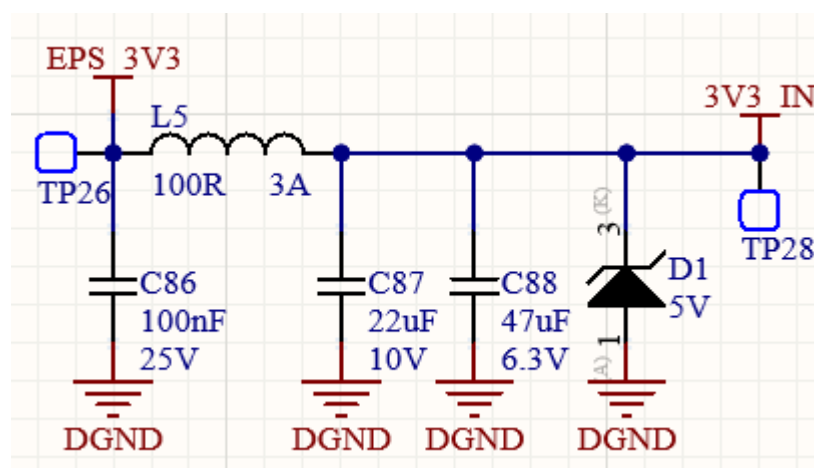 EPS_3V3
3V3_IN
L5
TP26
100R
3A
TP28
C86
100nF
25V
C87
22uF
10V
C88
47uF
6.3V
(K)
3
D1
5V
1
(A)
DGND
DGND
DGND
DGND